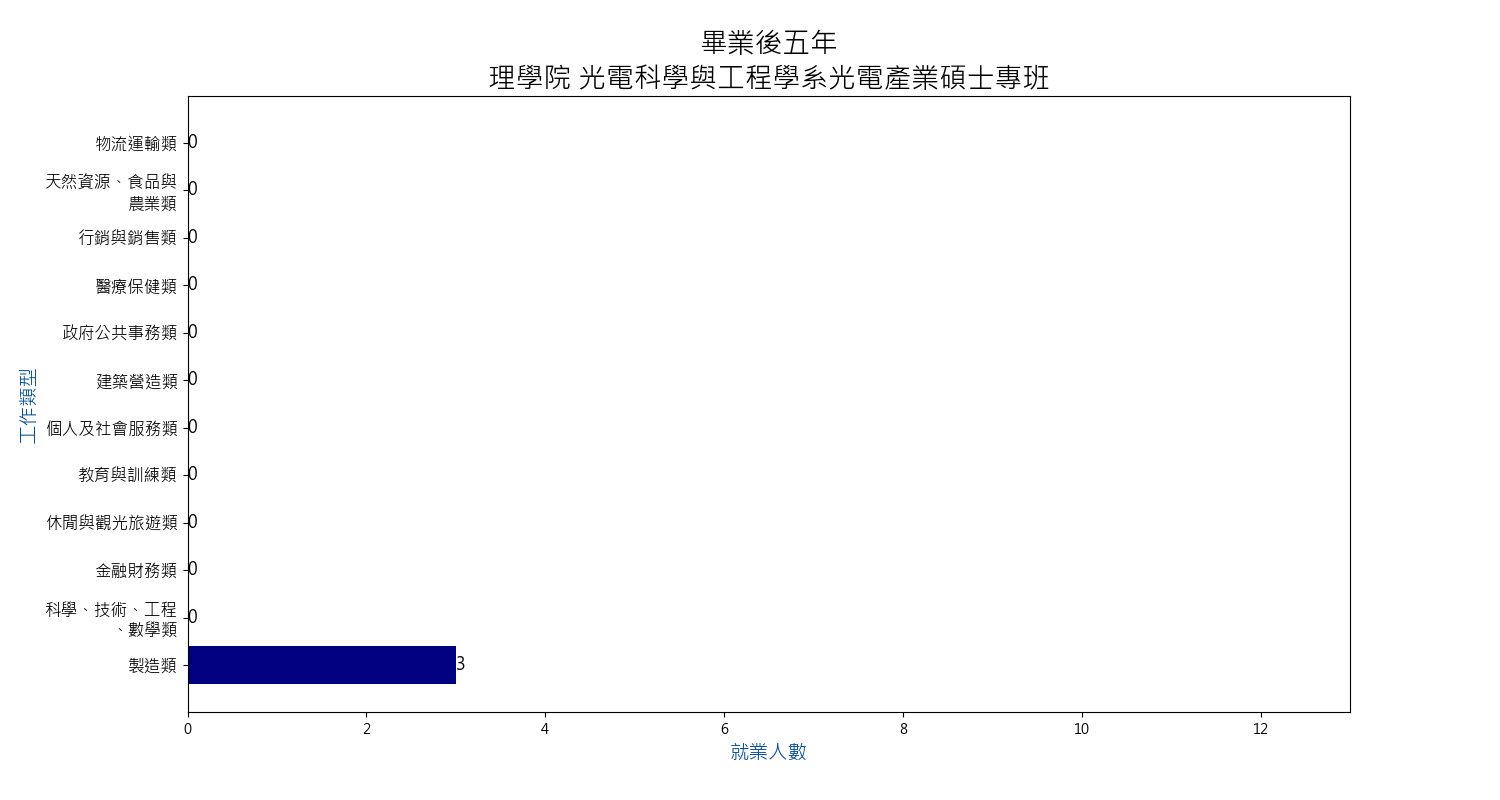 畢業後五年
理學院 光電科學與工程學系光電產業碩士專班
物流運輸類 0
天然資源、食品與
農業類 0
行銷與銷售類 0
醫療保健類 0
政府公共事務類 0
建築營造類 0
個人及社會服務類 0
教育與訓練類 0
休閒與觀光旅遊類 0
金融財務類 0
科學、技術、工程
、數學類 0
製造類 3
工作類型
0 2 4 6 8 10 12
就業人數